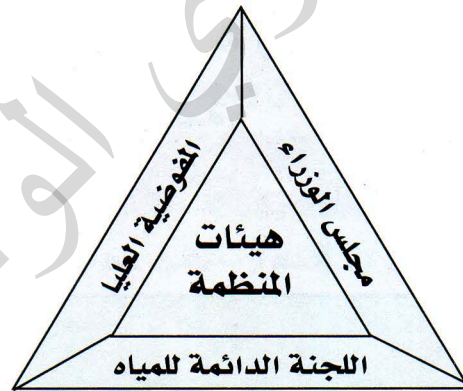 مجلس الوزراء
المفوضية العليا
هيئات
المنظمة
اللجنة الدائمة للمياه